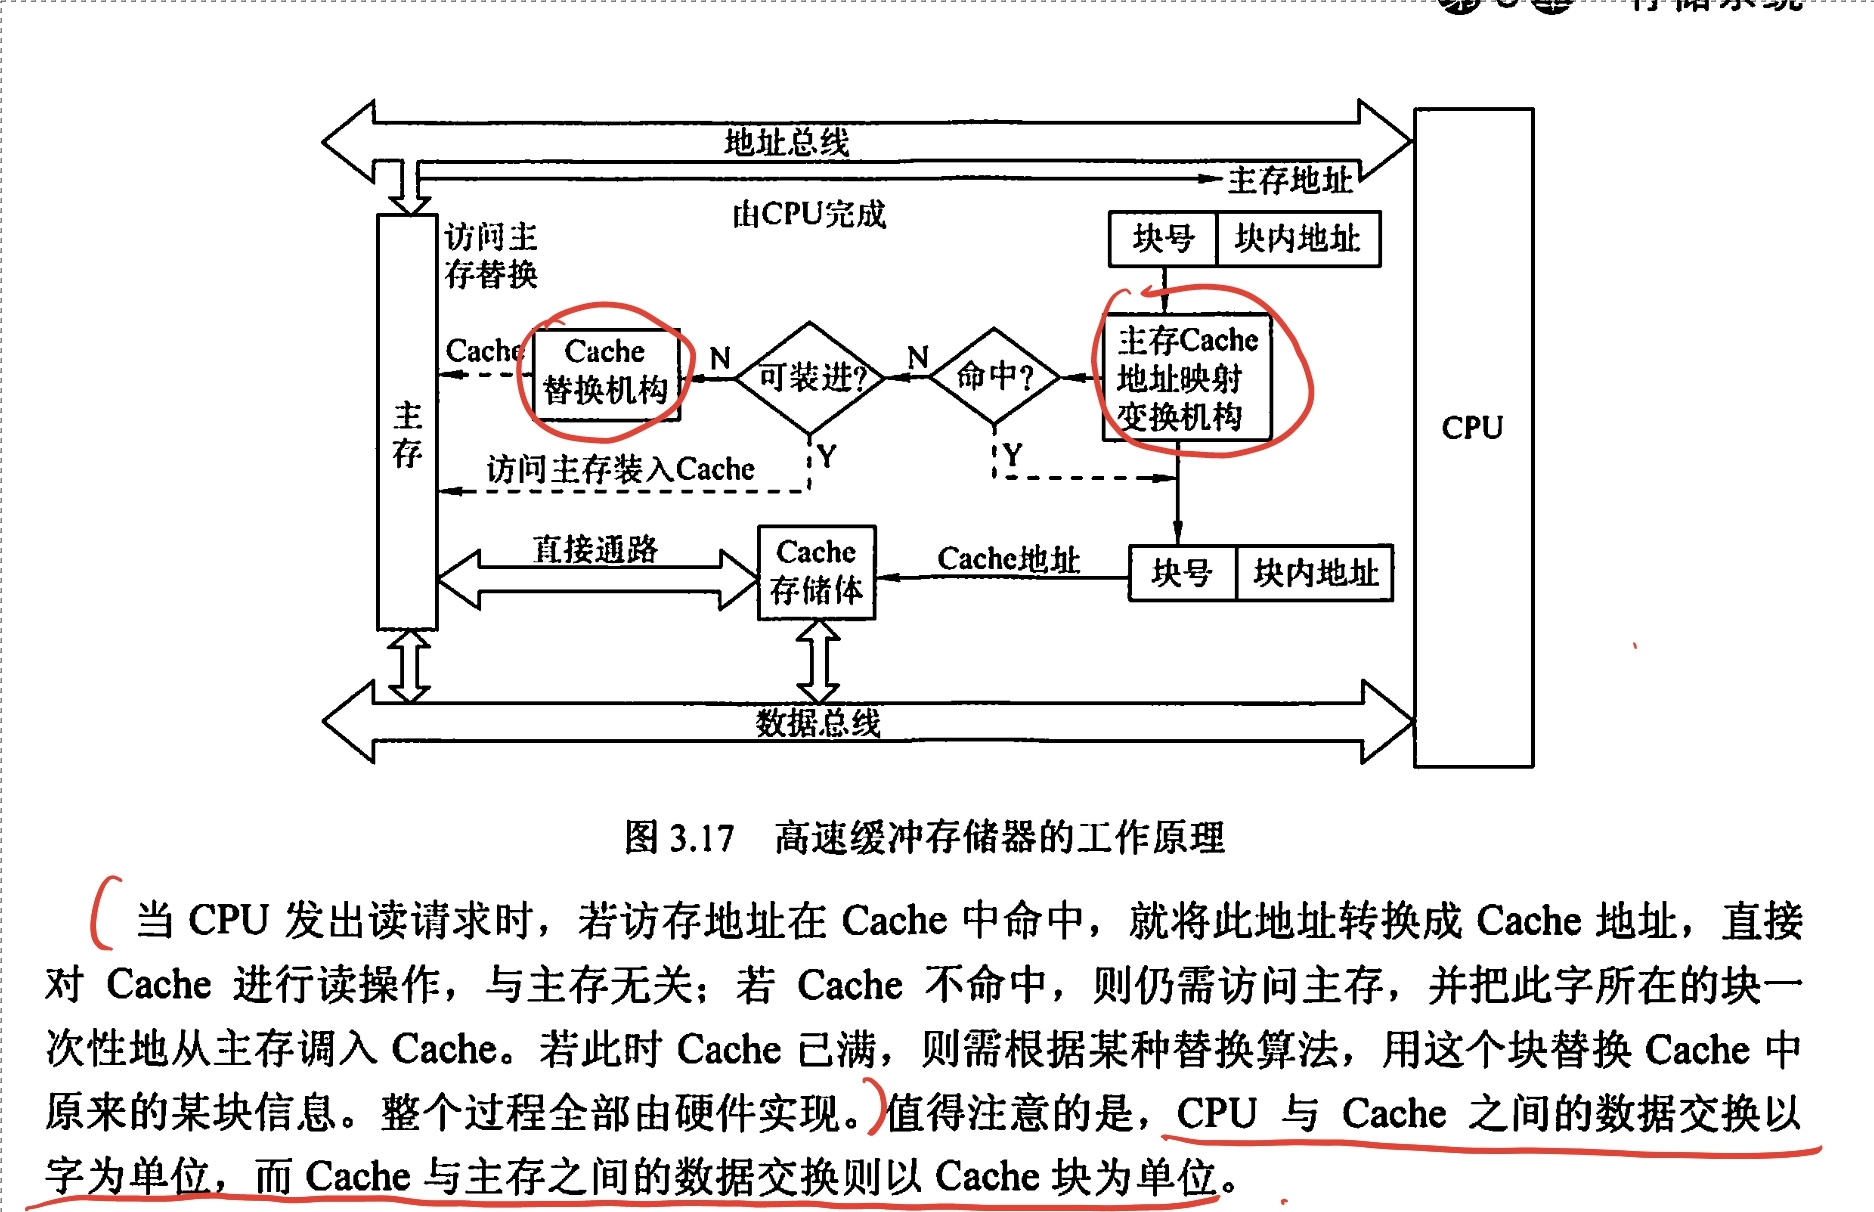 地址总线
主存地址
由CPU完成
访问主
存替换
块号 块内地址
Cache
Cache
替换机构
N
可装进?
N
命中?
主存Cache
地址映射
变换机构
主
存
CPU
访问主存装入Cache
Y
Y
直接通路
Cache
存储体
Cache地址
块号 块内地址
数据总线
图 3.17 高速缓冲存储器的工作原理
当 CPU 发出读请求时，若访存地址在 Cache 中命中，就将此地址转换成 Cache 地址，直接
对 Cache 进行读操作，与主存无关；若 Cache 不命中，则仍需访问主存，并把此字所在的块一
次性地从主存调入 Cache。若此时 Cache 已满，则需根据某种替换算法，用这个块替换 Cache 中
原来的某块信息。整个过程全部由硬件实现。值得注意的是，CPU 与 Cache 之间的数据交换以
字为单位，而 Cache 与主存之间的数据交换则以 Cache 块为单位。